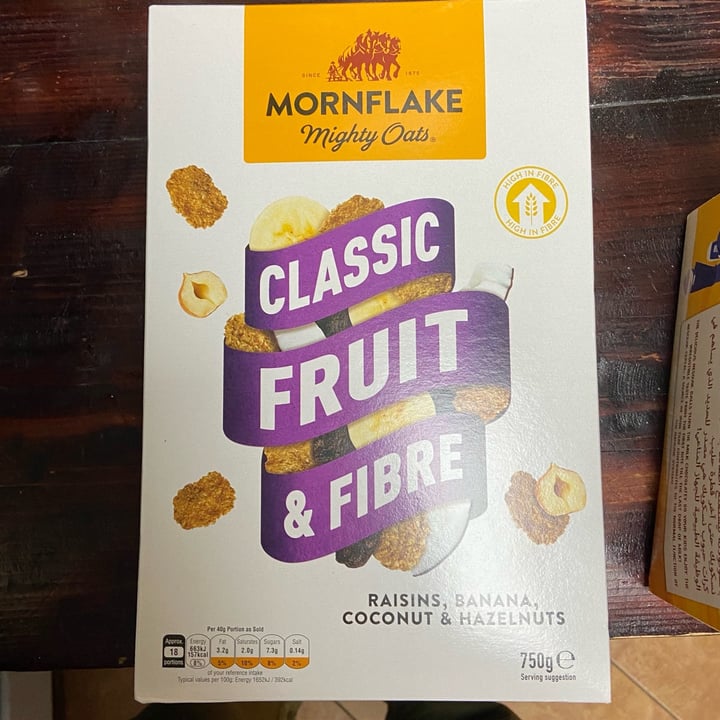 SINCE 1675
MORNFLAKE
Mighty Oats®
HIGH IN FIBRE
HIGH IN FIBRE
CLASSIC
FRUIT
& FIBRE
RAISINS, BANANA,
COCONUT & HAZELNUTS
Per 40g Portion as Sold
Approx.
18
portions
Energy
663kJ
157kcal
8%
Fat
3.2g
5%
Saturates
2.0g
10%
Sugars
7.3g
8%
Salt
0.14g
2%
of your reference intake
Typical values per 100g: Energy 1652kJ / 392kcal
750g ℮
Serving suggestion